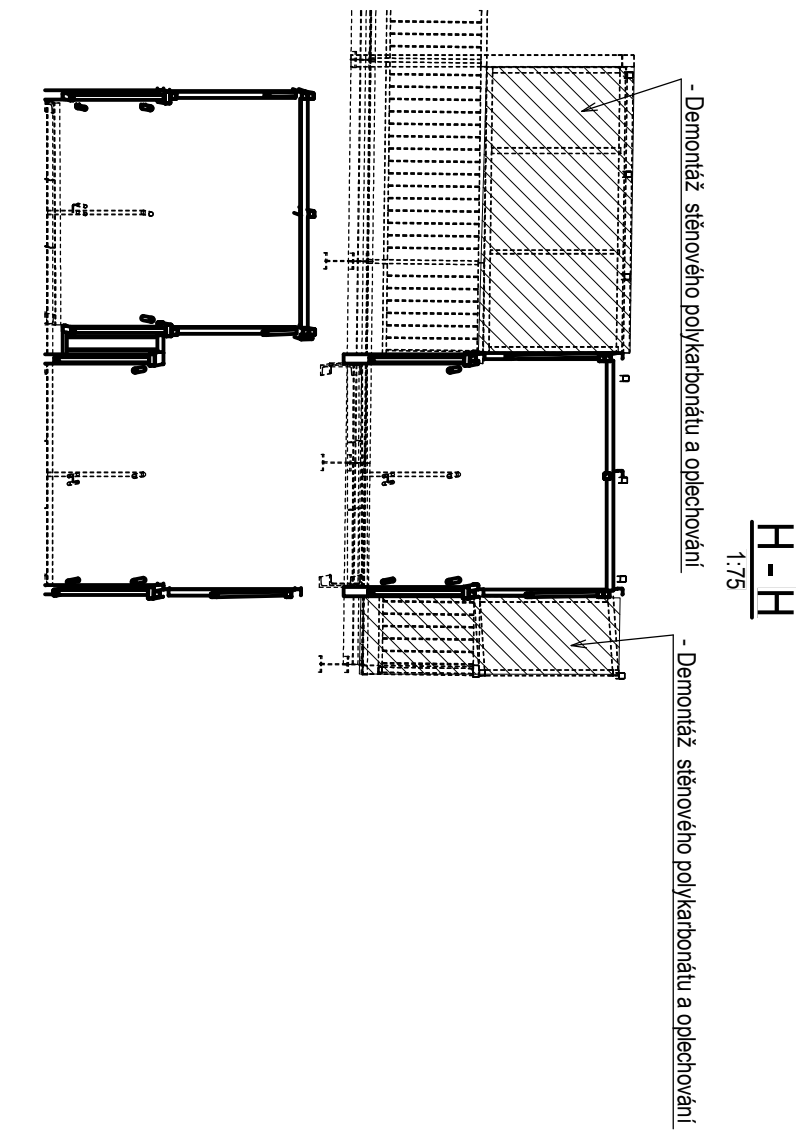 H - H
1:75
- Demontáž stěnového polykarbonátu a oplechování
- Demontáž stěnového polykarbonátu a oplechování